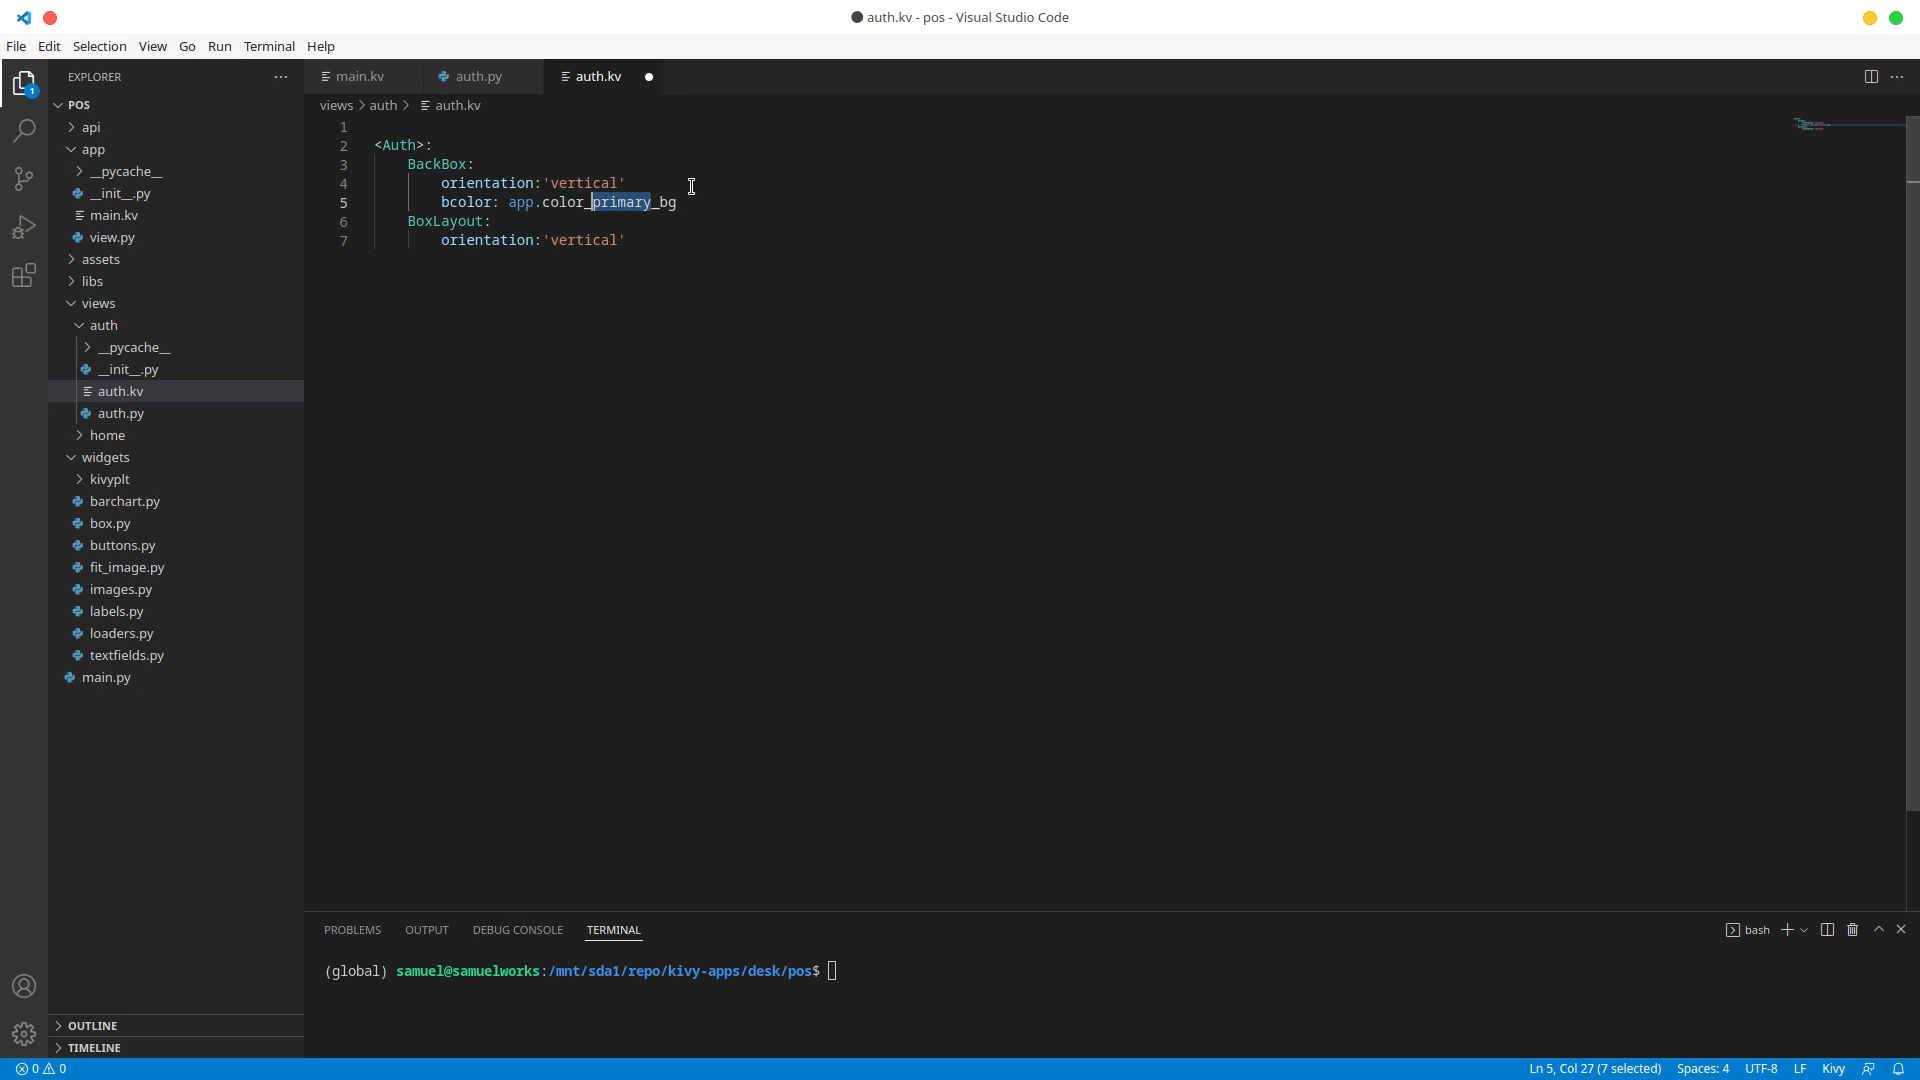 auth.kv - pos - Visual Studio Code
File Edit Selection View Go Run Terminal Help
1
EXPLORER
POS
api
app
__pycache__
__init__.py
main.kv
view.py
assets
libs
views
auth
__pycache__
__init__.py
auth.kv
auth.py
home
widgets
kivyplt
barchart.py
box.py
buttons.py
fit_image.py
images.py
labels.py
loaders.py
textfields.py
main.py
OUTLINE
TIMELINE
main.kv auth.py auth.kv
views > auth > auth.kv
1
2 <Auth>:
3 BackBox:
4 orientation:'vertical'
5 bcolor: app.color_primary_bg
6 BoxLayout:
7 orientation:'vertical'
PROBLEMS OUTPUT DEBUG CONSOLE TERMINAL
bash
(global) samuel@samuelworks:/mnt/sda1/repo/kivy-apps/desk/pos$
0 0 Ln 5, Col 27 (7 selected) Spaces: 4 UTF-8 LF Kivy